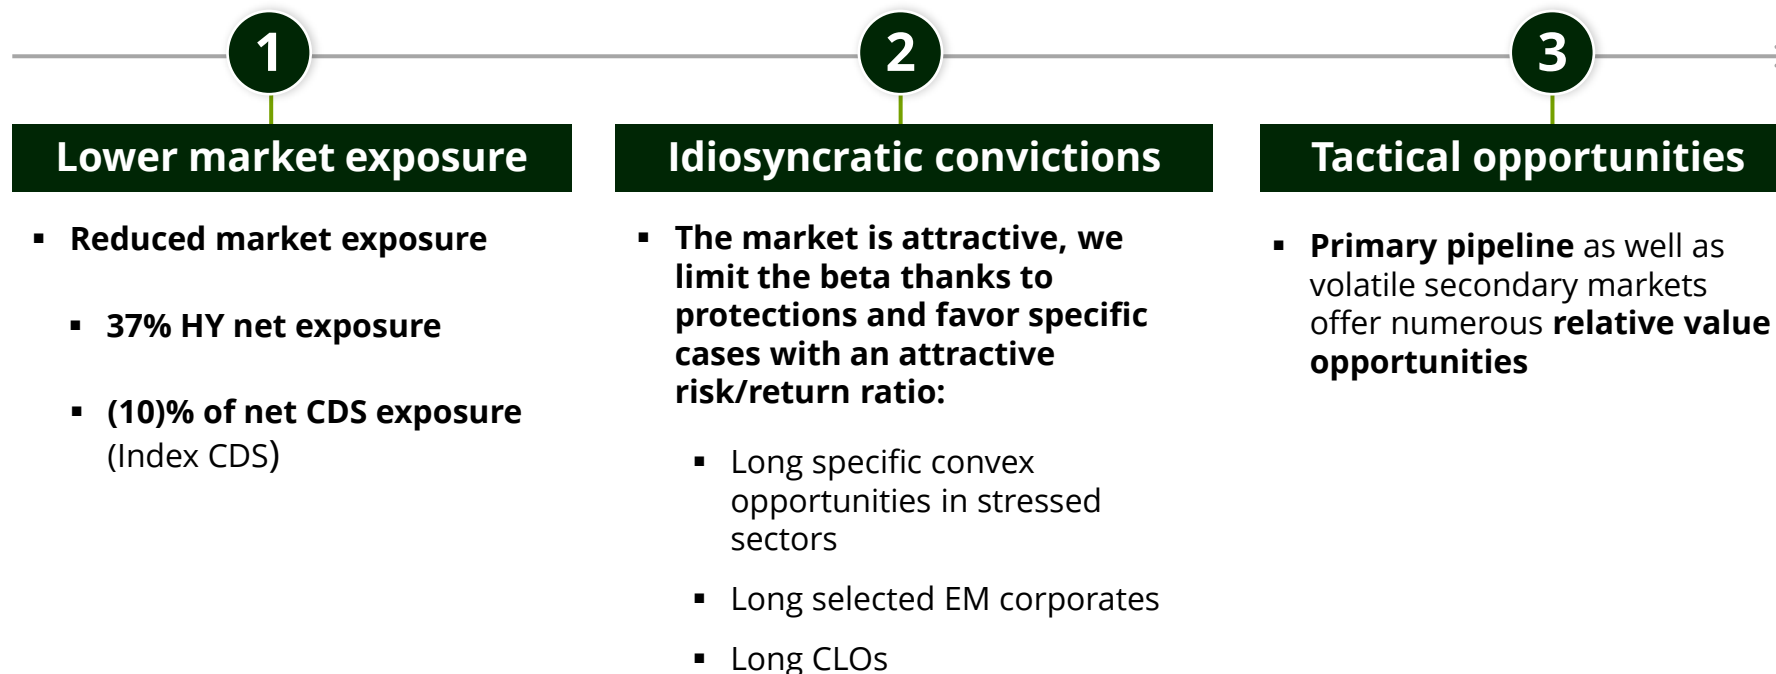 1
Lower market exposure
▪ Reduced market exposure
▪ 37% HY net exposure
▪ (10)% of net CDS exposure
(Index CDS)
2
Idiosyncratic convictions
▪ The market is attractive, we
limit the beta thanks to
protections and favor specific
cases with an attractive
risk/return ratio:
▪ Long specific convex
opportunities in stressed
sectors
▪ Long selected EM corporates
▪ Long CLOs
3
Tactical opportunities
▪ Primary pipeline as well as
volatile secondary markets
offer numerous relative value
opportunities